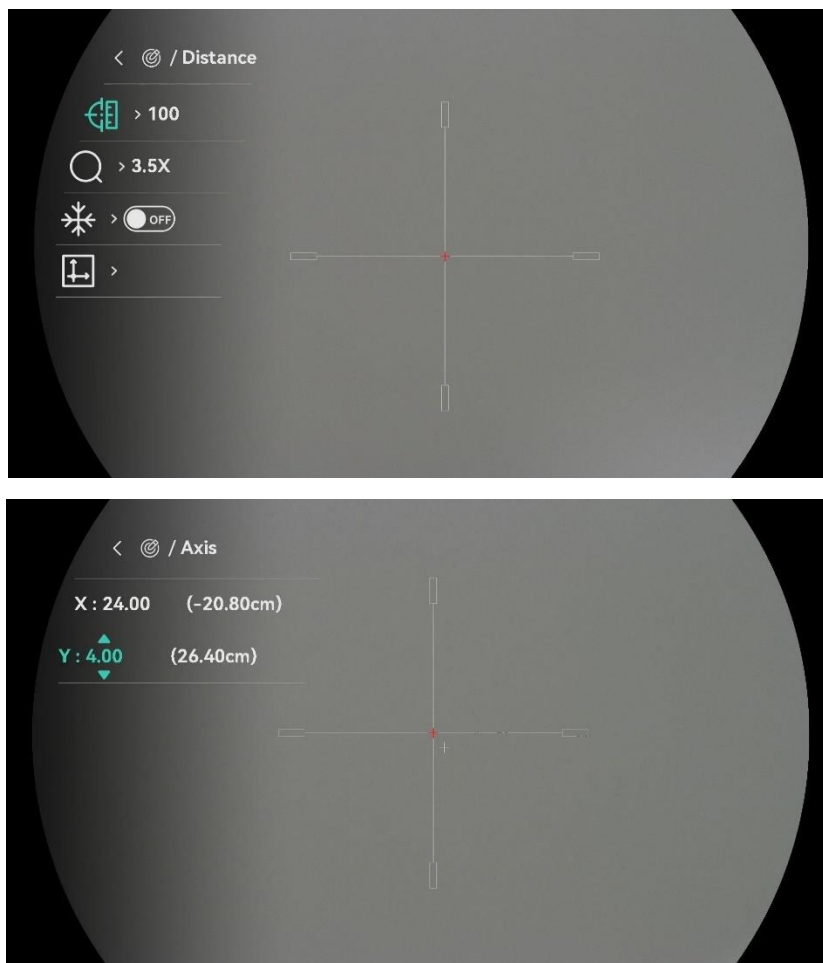 < / Distance
> 100
> 3.5X
> OFF
>
< / Axis
X : 24.00 (-20.80cm)
Y : 4.00 (26.40cm)